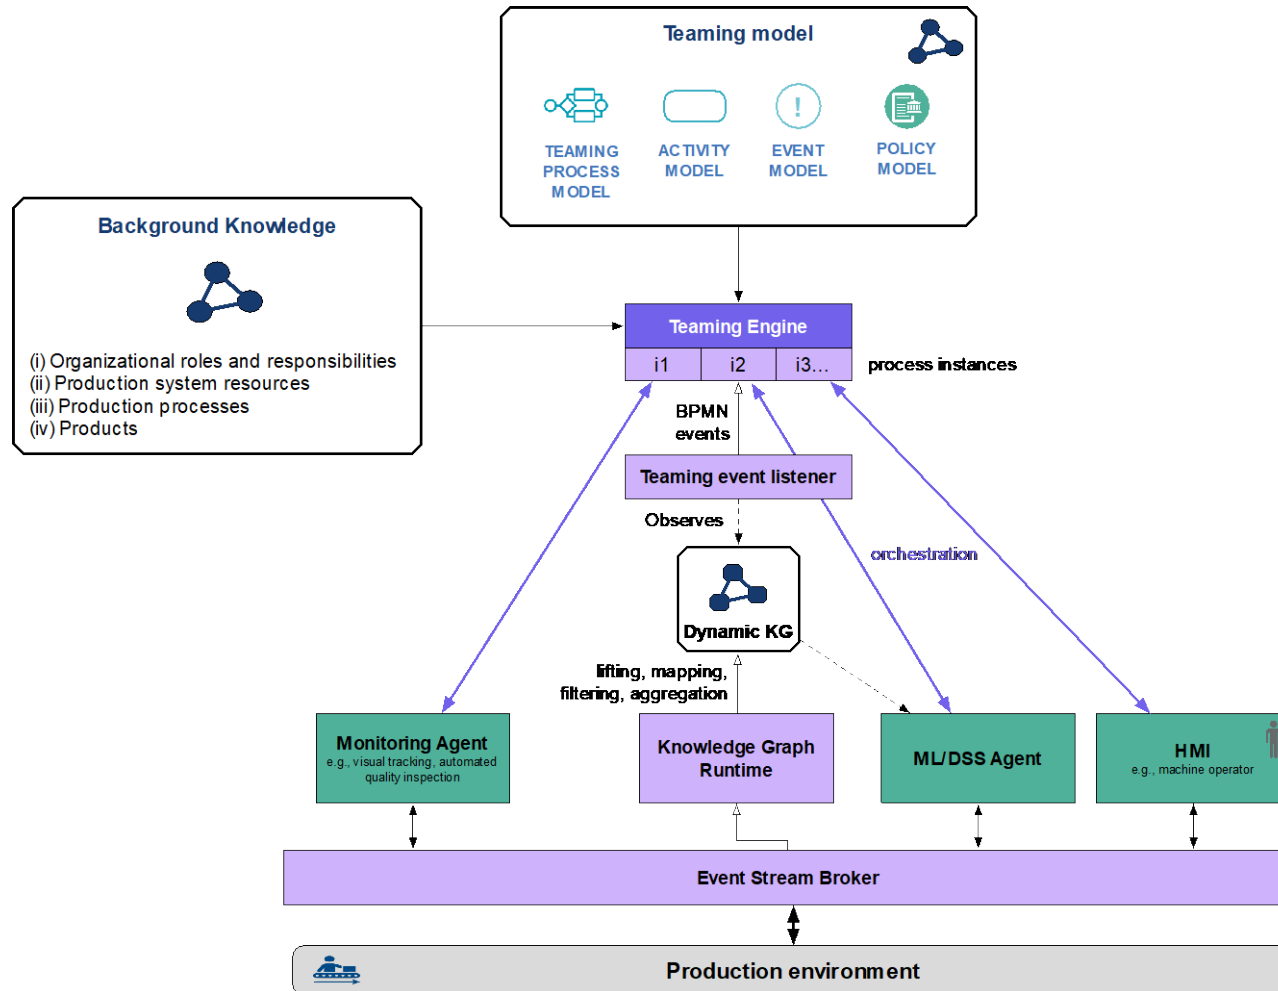 Teaming model
TEAMING
PROCESS
MODEL
ACTIVITY
MODEL
!
EVENT
MODEL
POLICY
MODEL
Background Knowledge
(i) Organizational roles and responsibilities
(ii) Production system resources
(iii) Production processes
(iv) Products
Teaming Engine
i1
i2
i3...
process instances
BPMN
events
Teaming event listener
Observes
orchestration
Dynamic KG
lifting, mapping,
filtering, aggregation
Monitoring Agent
e.g., visual tracking, automated
quality inspection
Knowledge Graph
Runtime
ML/DSS Agent
HMI
e.g., machine operator
Event Stream Broker
Production environment